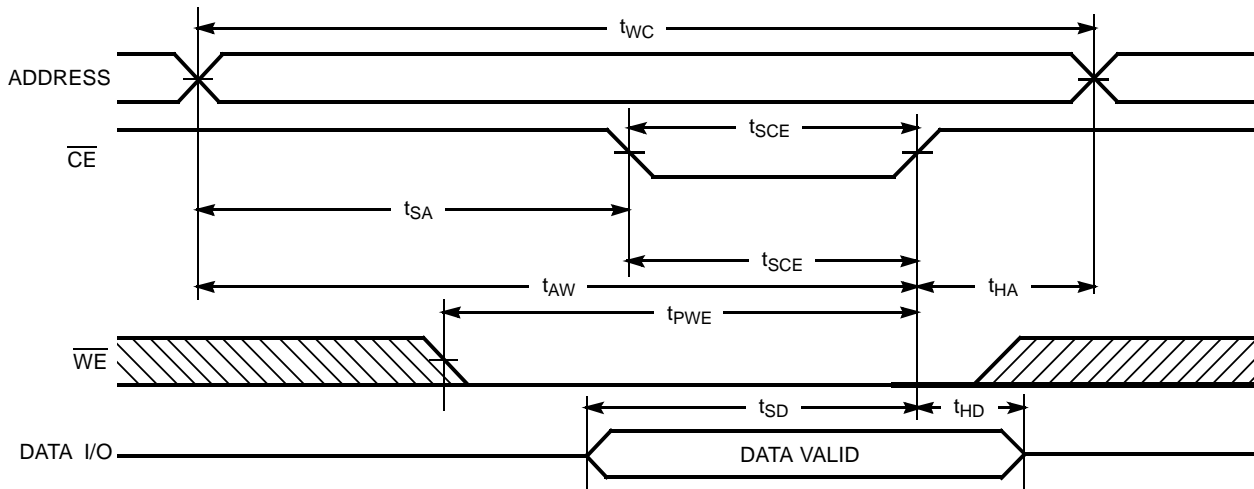 tWC
ADDRESS
tSCE
CE
tSA
tSCE
tAW
tHA
tPWE
WE
tSD
tHD
DATA I/O
DATA VALID